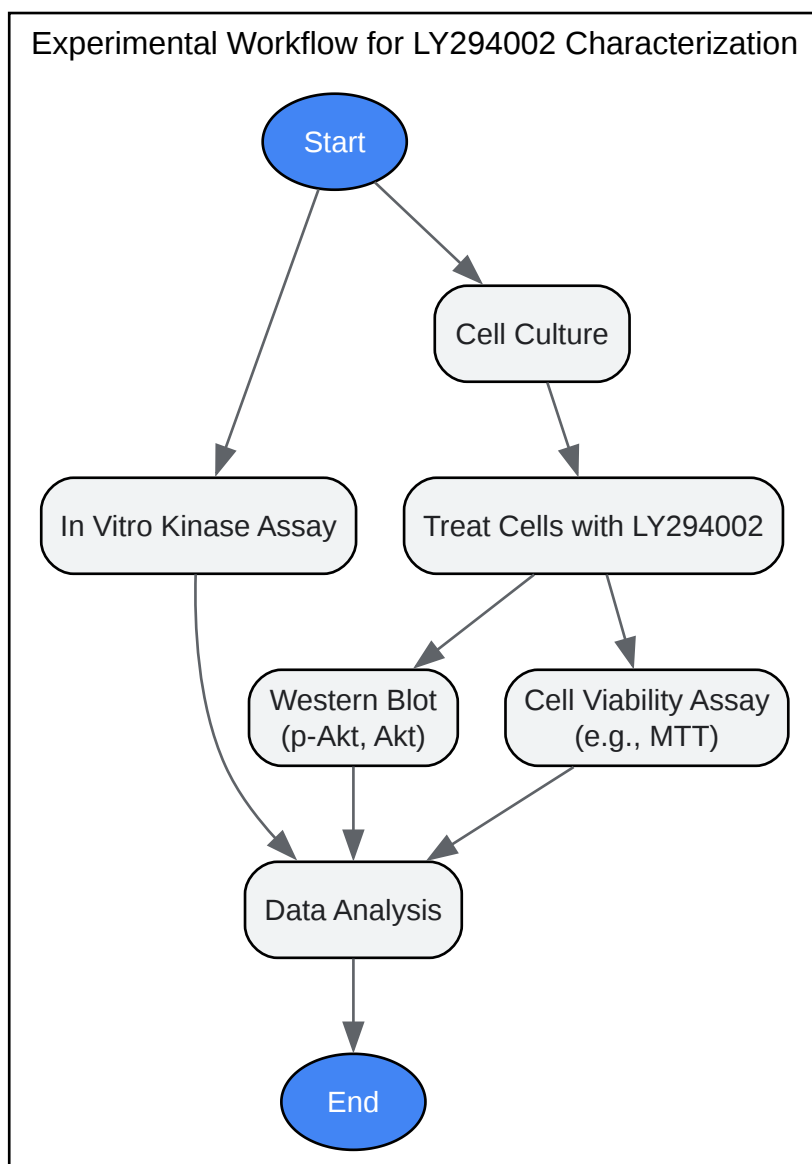 Experimental Workflow for LY294002 Characterization
Start
Cell Culture
In Vitro Kinase Assay
Treat Cells with LY294002
Western Blot
(p-Akt, Akt)
Cell Viability Assay
(e.g., MTT)
Data Analysis
End